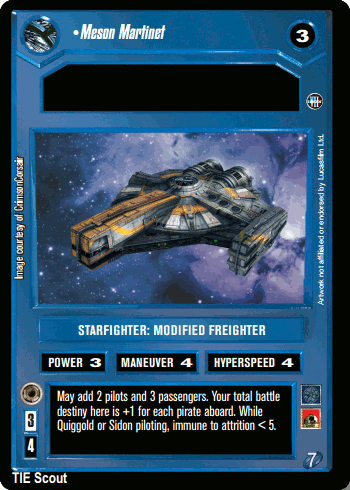 •Meson Martinet
3
Image courtesy of CrimsonCorsair
Artwork not affiliated or endorsed by Lucasfilm Ltd.
STARFIGHTER: MODIFIED FREIGHTER
POWER 3
MANEUVER 4
HYPERSPEED 4
May add 2 pilots and 3 passengers. Your total battle
destiny here is +1 for each pirate aboard. While
Quiggold or Sidon piloting, immune to attrition < 5.
3
4
7
TIE Scout